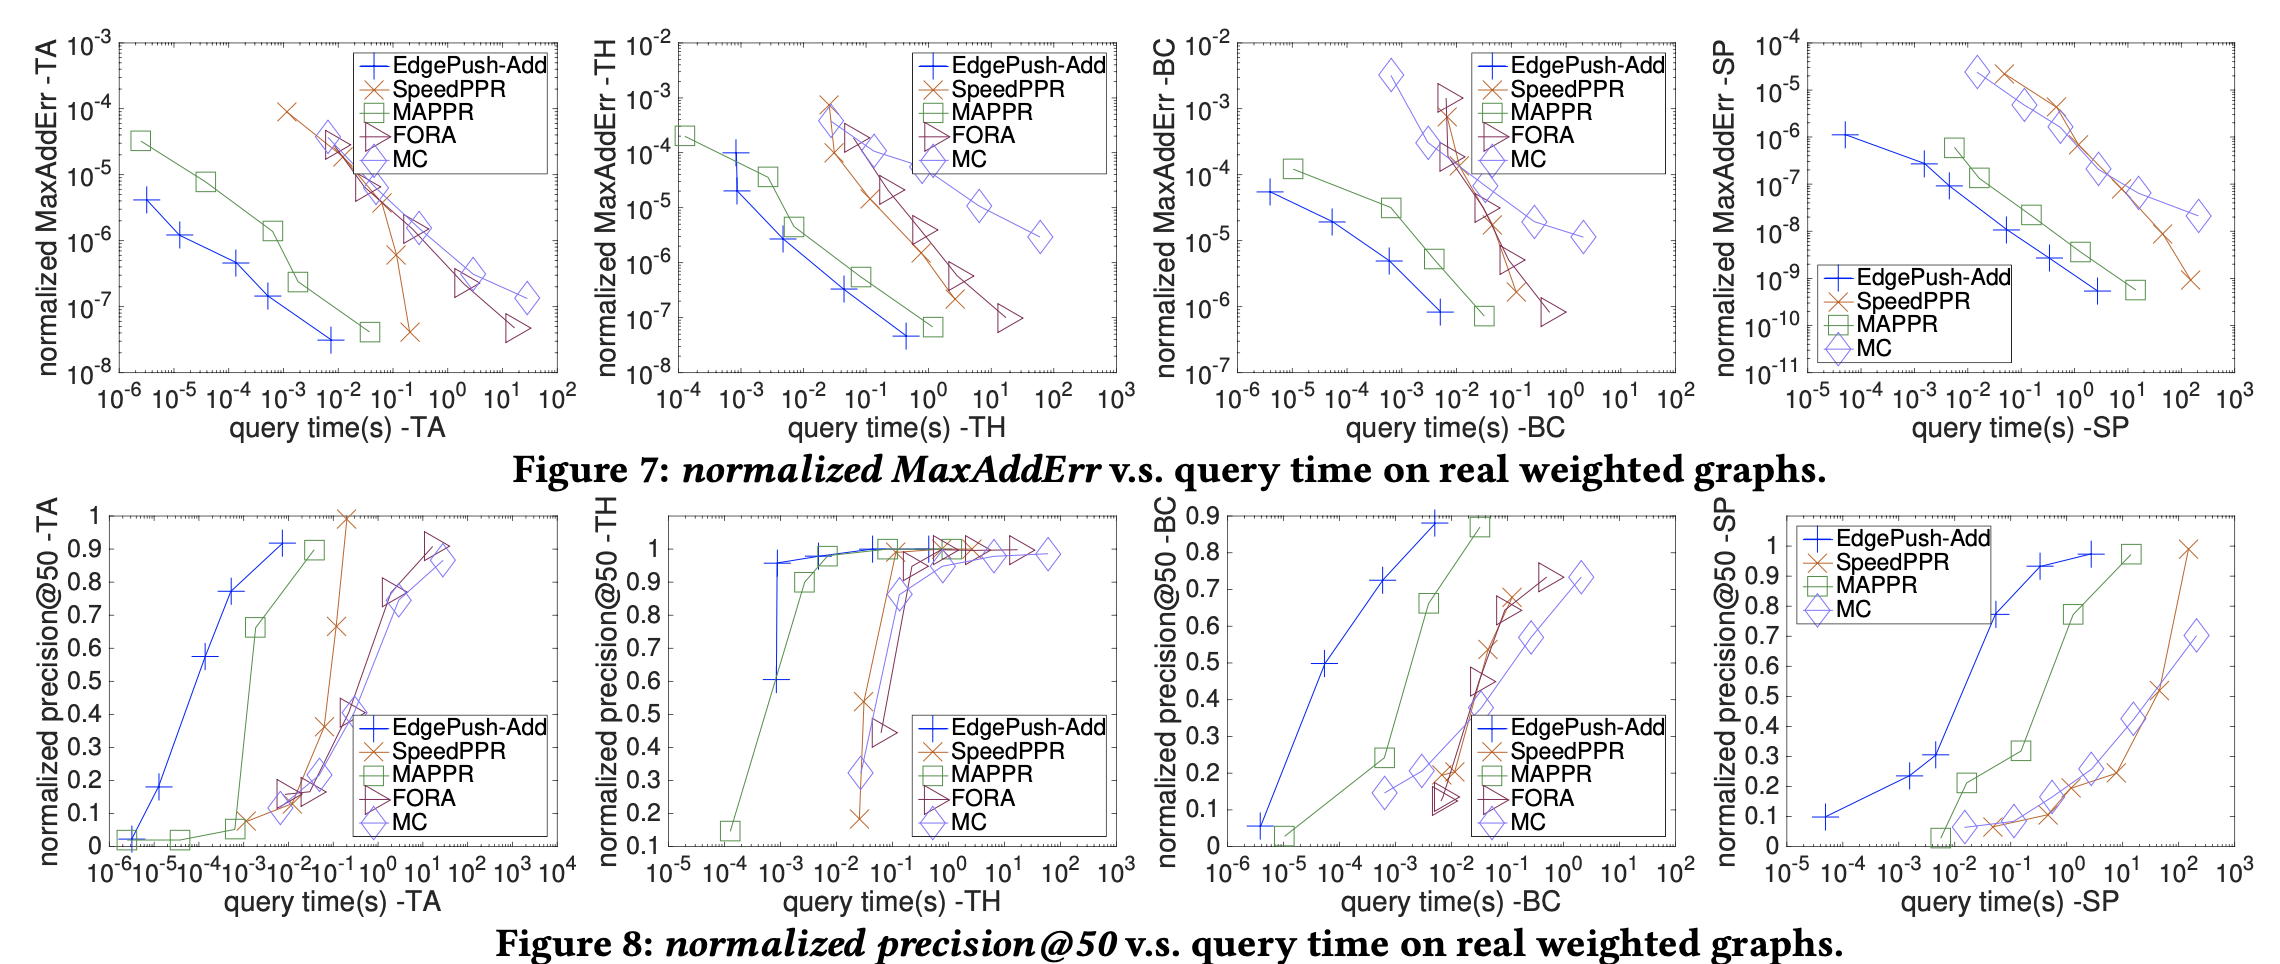 normalized MaxAddErr -TA
10^-3
10^-4
10^-5
10^-6
10^-7
10^-8
EdgePush-Add
SpeedPPR
MAPPR
FORA
MC
10^-6 10^-5 10^-4 10^-3 10^-2 10^-1 10^0 10^1 10^2
query time(s) -TA
normalized MaxAddErr -TH
10^-2
10^-3
10^-4
10^-5
10^-6
10^-7
10^-8
EdgePush-Add
SpeedPPR
MAPPR
FORA
MC
10^-4 10^-3 10^-2 10^-1 10^0 10^1 10^2 10^3
query time(s) -TH
normalized MaxAddErr -BC
10^-2
10^-3
10^-4
10^-5
10^-6
10^-7
EdgePush-Add
SpeedPPR
MAPPR
FORA
MC
10^-6 10^-5 10^-4 10^-3 10^-2 10^-1 10^0 10^1 10^2
query time(s) -BC
normalized MaxAddErr -SP
10^-4
10^-5
10^-6
10^-7
10^-8
10^-9
10^-10
10^-11
EdgePush-Add
SpeedPPR
MAPPR
MC
10^-5 10^-4 10^-3 10^-2 10^-1 10^0 10^1 10^2 10^3
query time(s) -SP
Figure 7: normalized MaxAddErr v.s. query time on real weighted graphs.
normalized precision@50 -TA
1
0.9
0.8
0.7
0.6
0.5
0.4
0.3
0.2
0.1
0
EdgePush-Add
SpeedPPR
MAPPR
FORA
MC
10^-6 10^-5 10^-4 10^-3 10^-2 10^-1 10^0 10^1 10^2 10^3 10^4
query time(s) -TA
normalized precision@50 -TH
1
0.9
0.8
0.7
0.6
0.5
0.4
0.3
0.2
0.1
EdgePush-Add
SpeedPPR
MAPPR
FORA
MC
10^-5 10^-4 10^-3 10^-2 10^-1 10^0 10^1 10^2 10^3
query time(s) -TH
normalized precision@50 -BC
0.9
0.8
0.7
0.6
0.5
0.4
0.3
0.2
0.1
0
EdgePush-Add
SpeedPPR
MAPPR
FORA
MC
10^-6 10^-5 10^-4 10^-3 10^-2 10^-1 10^0 10^1 10^2
query time(s) -BC
normalized precision@50 -SP
1
0.9
0.8
0.7
0.6
0.5
0.4
0.3
0.2
0.1
0
EdgePush-Add
SpeedPPR
MAPPR
MC
10^-5 10^-4 10^-3 10^-2 10^-1 10^0 10^1 10^2 10^3
query time(s) -SP
Figure 8: normalized precision@50 v.s. query time on real weighted graphs.